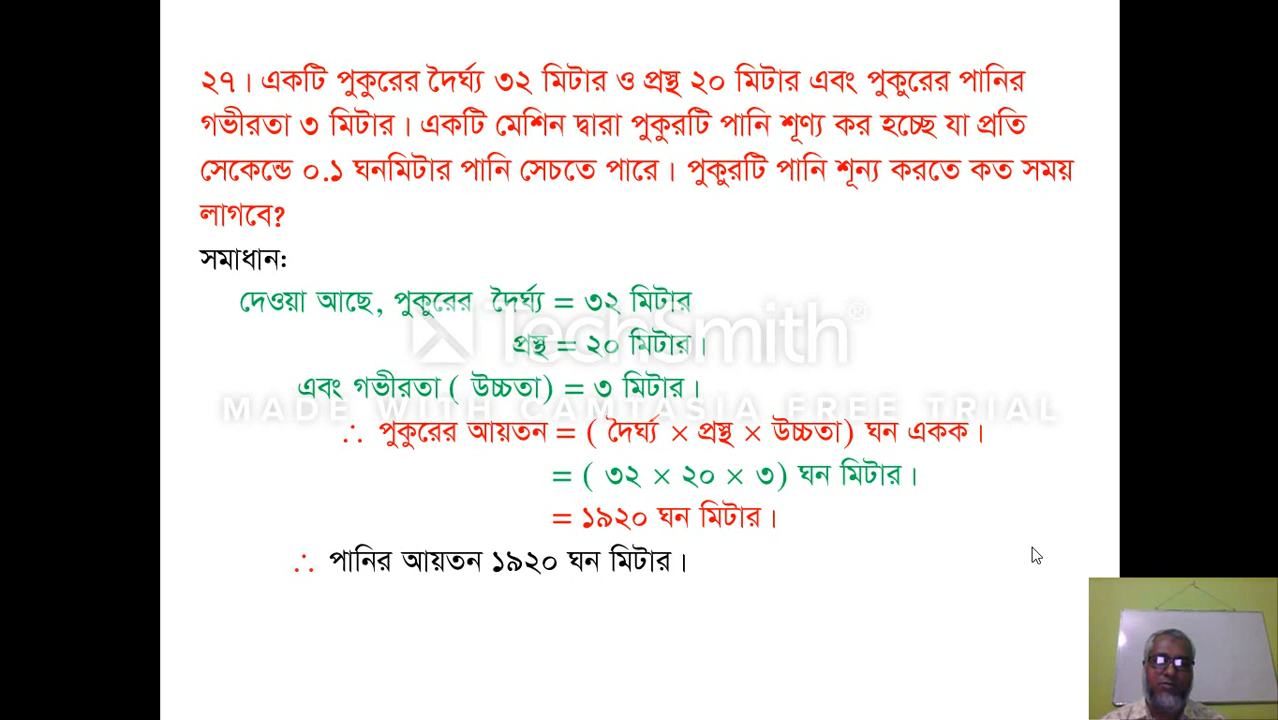 ২৭। একটি পুকুরের দৈর্ঘ্য ৩২ মিটার ও প্রস্থ ২০ মিটার এবং পুকুরের পানির
গভীরতা ৩ মিটার। একটি মেশিন দ্বারা পুকুরটি পানি শূণ্য কর হচ্ছে যা প্রতি
সেকেন্ডে ০.১ ঘনমিটার পানি সেচতে পারে। পুকুরটি পানি শূন্য করতে কত সময়
লাগবে?
সমাধান:
দেওয়া আছে, পুকুরের দৈর্ঘ্য = ৩২ মিটার
প্রস্থ = ২০ মিটার।
TechSmith®
এবং গভীরতা ( উচ্চতা) = ৩ মিটার।
MADE WITH CAMTASIA FREE TRIAL
∴ পুকুরের আয়তন = ( দৈর্ঘ্য × প্রস্থ × উচ্চতা) ঘন একক।
= ( ৩২ × ২০ × ৩) ঘন মিটার।
= ১৯২০ ঘন মিটার।
∴ পানির আয়তন ১৯২০ ঘন মিটার।